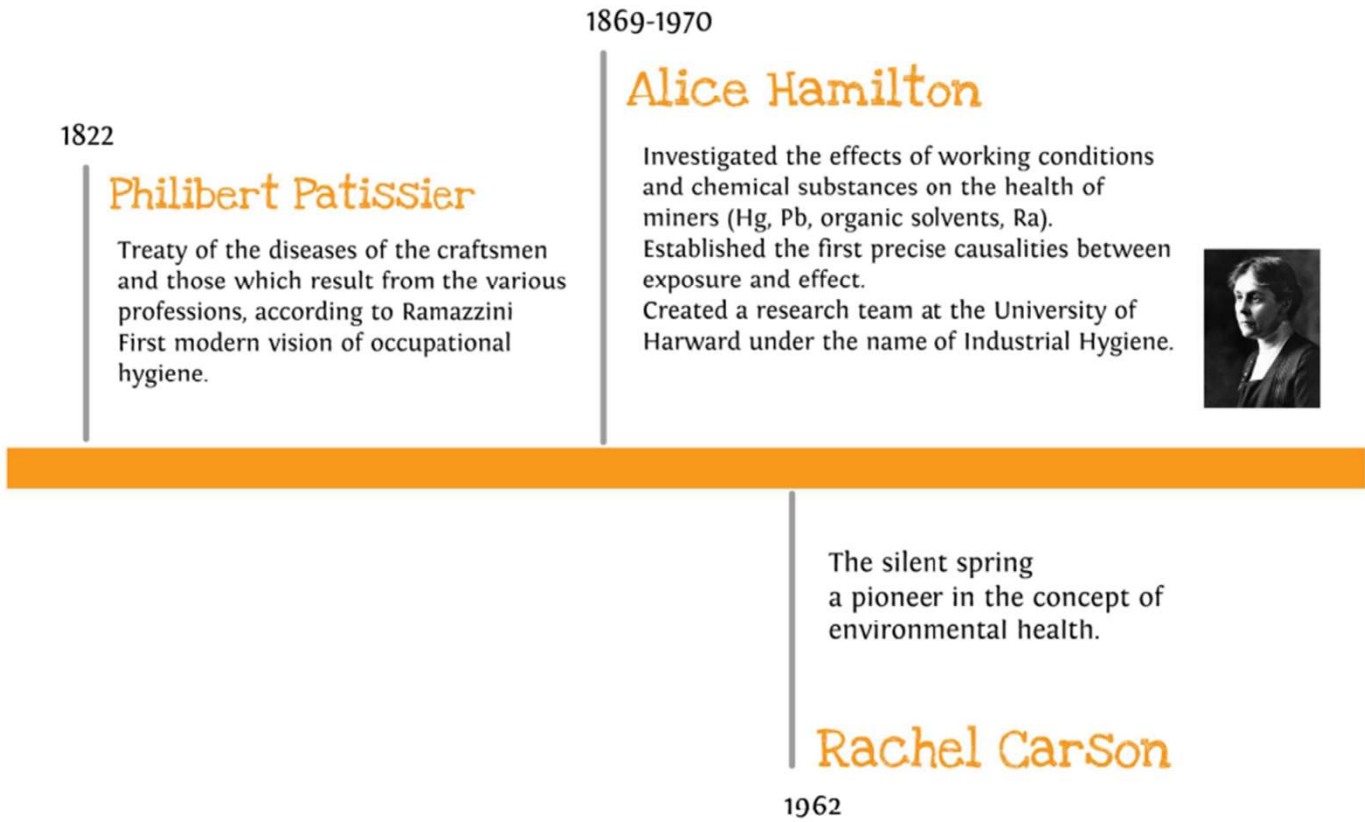 1822
Philibert Patissier
Treaty of the diseases of the craftsmen
and those which result from the various
professions, according to Ramazzini
First modern vision of occupational
hygiene.
1869-1970
Alice Hamilton
Investigated the effects of working conditions
and chemical substances on the health of
miners (Hg, Pb, organic solvents, Ra).
Established the first precise causalities between
exposure and effect.
Created a research team at the University of
Harward under the name of Industrial Hygiene.
The silent spring
a pioneer in the concept of
environmental health.
Rachel Carson
1962